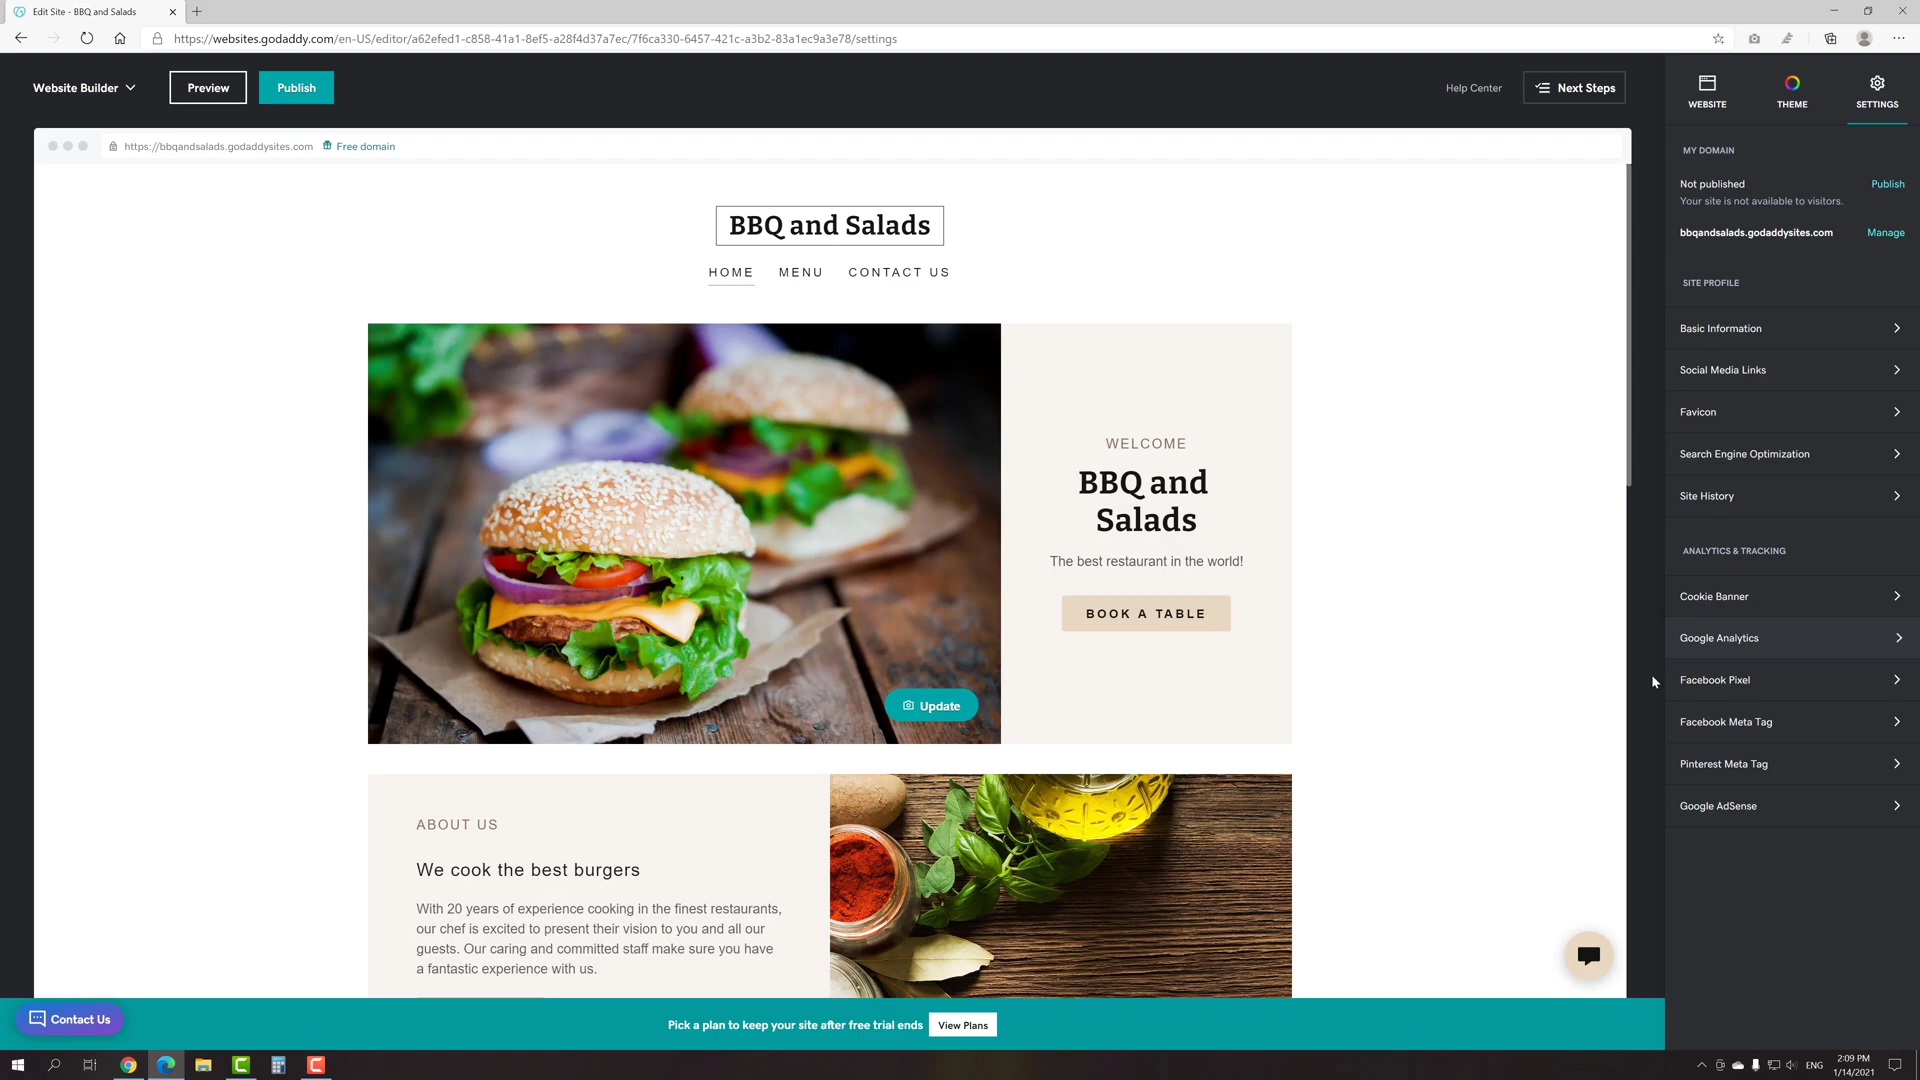 Edit Site - BBQ and Salads
https://websites.godaddy.com/en-US/editor/a62efed1-c858-41a1-8ef5-a28f4d37a7ec/7f6ca330-6457-421c-a3b2-83a1ec9a3e78/settings
Website Builder
Preview
Publish
Help Center
Next Steps
WEBSITE
THEME
SETTINGS
https://bbqandsalads.godaddysites.com
Free domain
BBQ and Salads
HOME MENU CONTACT US
WELCOME
BBQ and
Salads
The best restaurant in the world!
BOOK A TABLE
Update
ABOUT US
We cook the best burgers
With 20 years of experience cooking in the finest restaurants,
our chef is excited to present their vision to you and all our
guests. Our caring and committed staff make sure you have
a fantastic experience with us.
MY DOMAIN
Not published
Publish
Your site is not available to visitors.
bbqandsalads.godaddysites.com
Manage
SITE PROFILE
Basic Information
Social Media Links
Favicon
Search Engine Optimization
Site History
ANALYTICS & TRACKING
Cookie Banner
Google Analytics
Facebook Pixel
Facebook Meta Tag
Pinterest Meta Tag
Google AdSense
Contact Us
Pick a plan to keep your site after free trial ends
View Plans
ENG
2:09 PM
1/14/2021